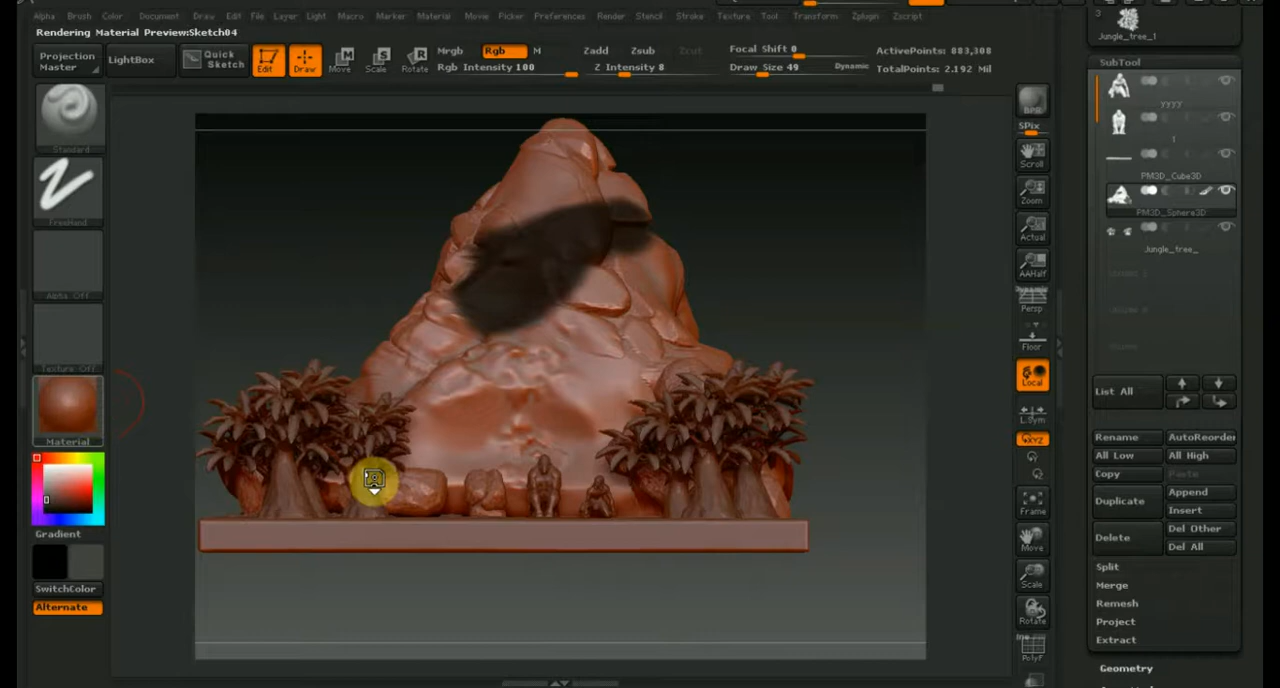 Alpha Brush Color Document Draw Edit File Layer Light Macro Marker Material Movie Picker Preferences Render Stencil Stroke Texture Tool Transform Zplugin Zscript
Rendering Material Preview:Sketch04
Projection Master
LightBox
Quick Sketch
Edit
Draw
Move
Scale
Rotate
Mrgb
Rgb
M
Rgb Intensity 100
Zadd
Zsub
Zcut
Z Intensity 8
Focal Shift 0
Draw Size 49
Dynamic
ActivePoints: 883,308
TotalPoints: 2.192 Mil
Standard
FreeHand
Alpha Off
Texture Off
Material
Gradient
SwitchColor
Alternate
BPR
SPix
Scroll
Zoom
Actual
AAHalf
Dynamic
Persp
Floor
Local
L.Sym
XYZ
Frame
Move
Scale
Rotate
PolyF
3
Jungle_tree_1
SubTool
yyyy
1
PM3D_Cube3D
PM3D_Sphere3D
Jungle_tree_
List All
Rename
AutoReorder
All Low
All High
Copy
Paste
Duplicate
Append
Insert
Delete
Del Other
Del All
Split
Merge
Remesh
Project
Extract
Geometry